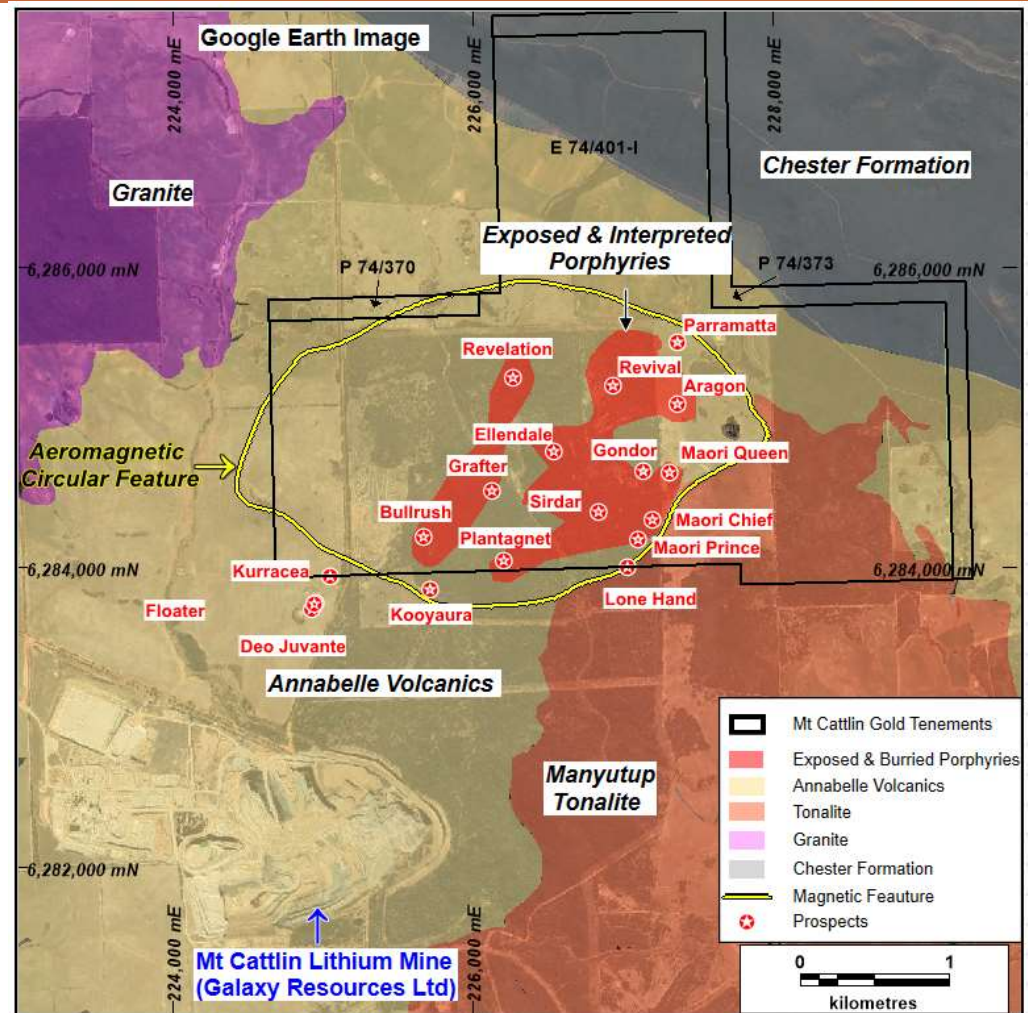 Google Earth Image
224,000 mE
226,000 mE
228,000 mE
E 74/401-I
Chester Formation
Granite
Exposed & Interpreted
Porphyries
6,286,000 mN
P 74/370
P 74/373
6,286,000 mN
Parramatta
Revelation
Revival
Aragon
Aeromagnetic
Circular Feature
Ellendale
Grafter
Gondor
Maori Queen
Bullrush
Sirdar
Plantagnet
Maori Chief
Maori Prince
6,284,000 mN
6,284,000 mN
Kurracea
Floater
Kooyaura
Lone Hand
Deo Juvante
Annabelle Volcanics
Manyutup
Tonalite
6,282,000 mN
224,000 mE
226,000 mE
Mt Cattlin Lithium Mine
(Galaxy Resources Ltd)
Mt Cattlin Gold Tenements
Exposed & Burried Porphyries
Annabelle Volcanics
Tonalite
Granite
Chester Formation
Magnetic Feauture
Prospects
0 1
kilometres